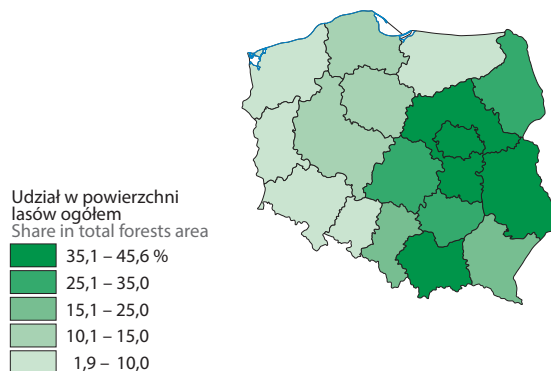 Udział w powierzchni
lasów ogółem
Share in total forests area
35,1 – 45,6 %
25,1 – 35,0
15,1 – 25,0
10,1 – 15,0
1,9 – 10,0